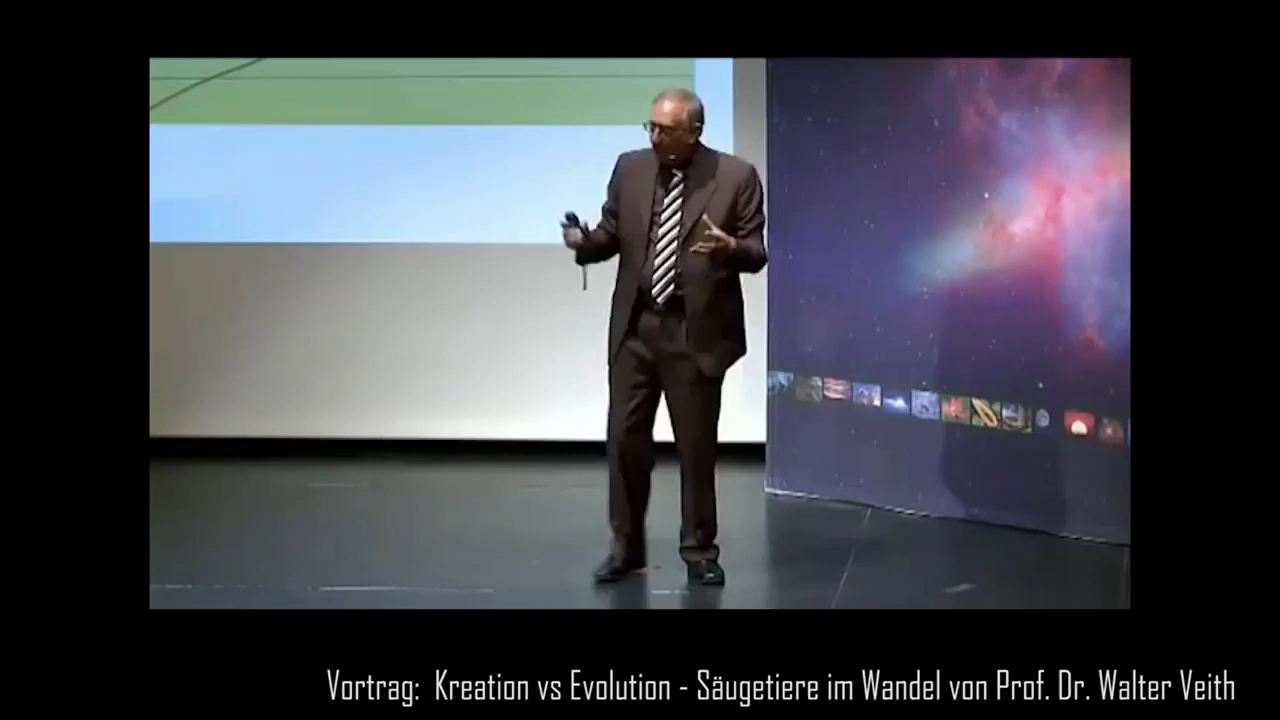 Vortrag: Kreation vs Evolution - Säugetiere im Wandel von Prof. Dr. Walter Veith